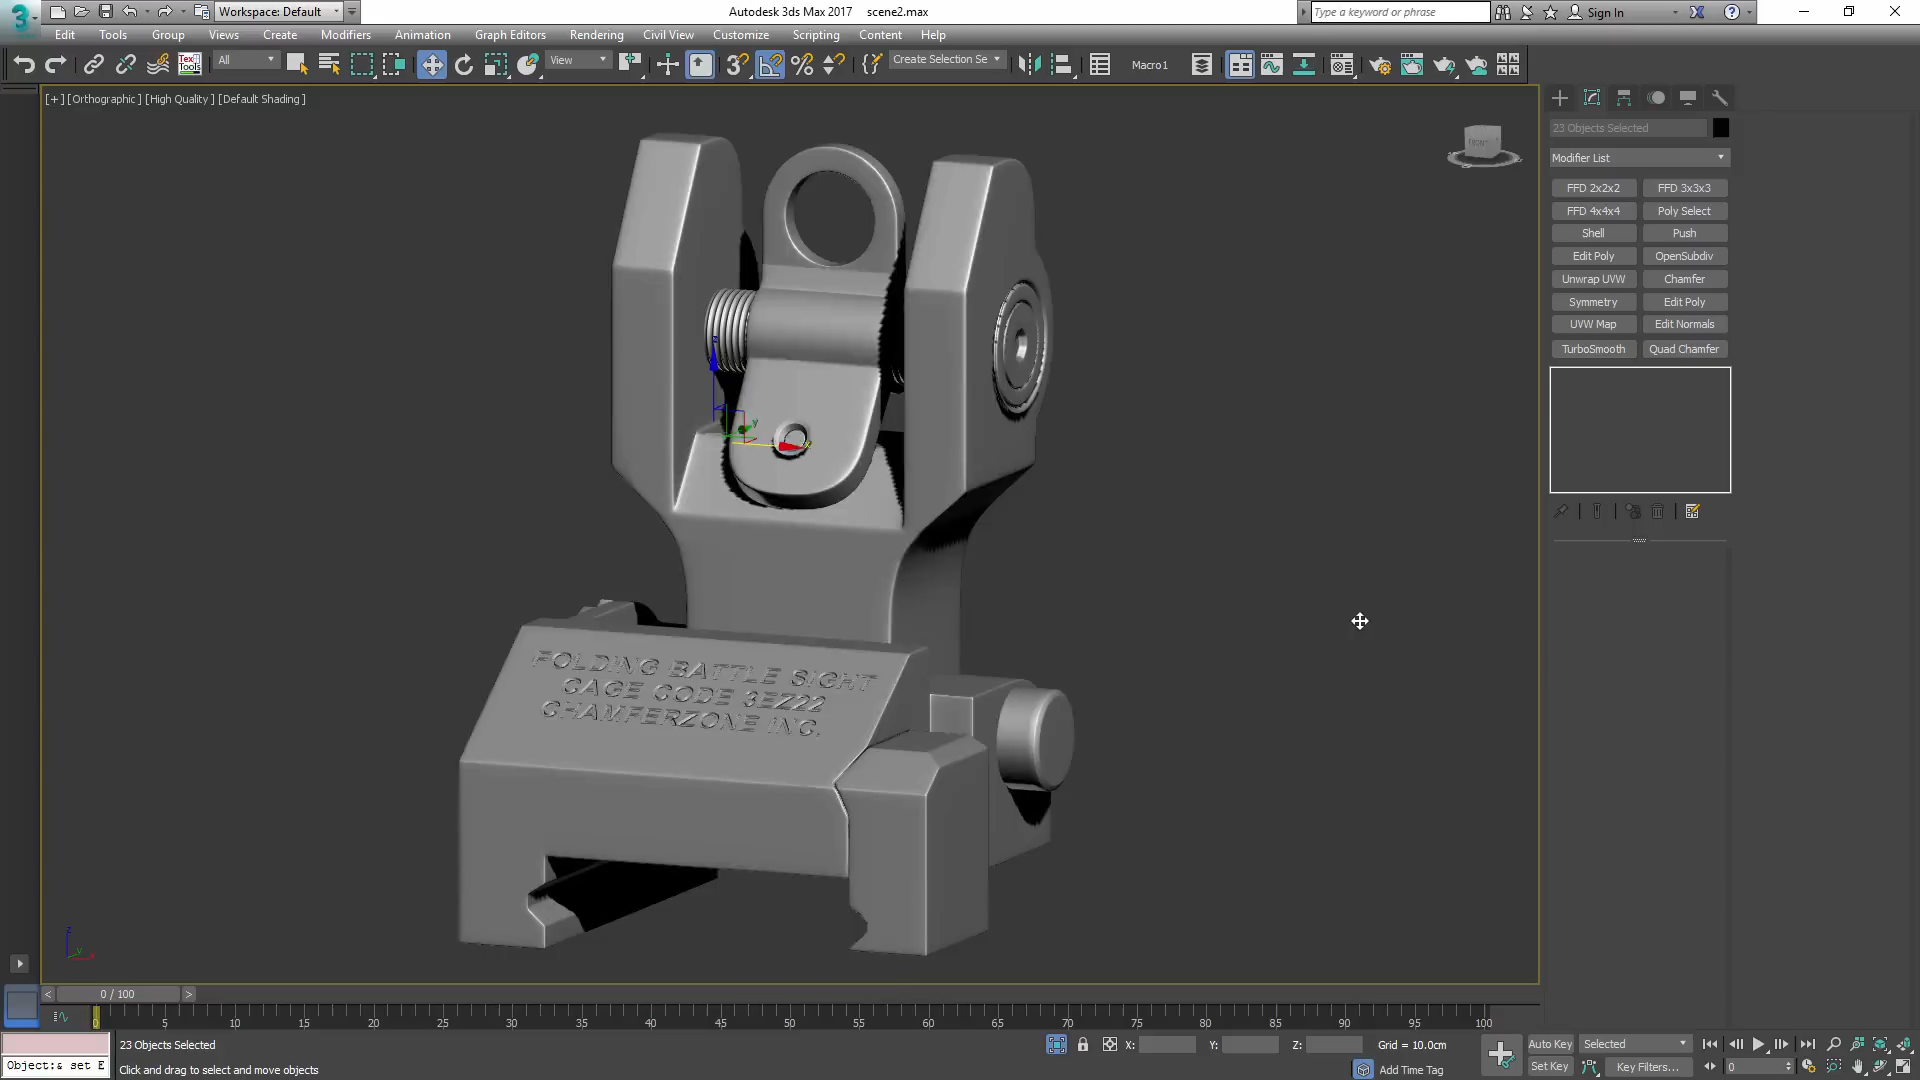 Workspace: Default
Autodesk 3ds Max 2017 scene2.max
Type a keyword or phrase
Sign In
Edit Tools Group Views Create Modifiers Animation Graph Editors Rendering Civil View Customize Scripting Content Help
All
View
Create Selection Se
Macro1
[+] [Orthographic] [High Quality] [Default Shading]
23 Objects Selected
Modifier List
FFD 2x2x2 FFD 3x3x3
FFD 4x4x4 Poly Select
Shell Push
Edit Poly OpenSubdiv
Unwrap UVW Chamfer
Symmetry Edit Poly
UVW Map Edit Normals
TurboSmooth Quad Chamfer
FRONT
z
y
x
FOLDING BATTLE SIGHT
CAGE CODE 3EZ22
CHAMFERZONE INC.
z
y
x
< 0 / 100 >
0 5 10 15 20 25 30 35 40 45 50 55 60 65 70 75 80 85 90 95 100
23 Objects Selected
X: Y: Z: Grid = 10.0cm
Auto Key Selected
Object:& set E
Click and drag to select and move objects
Add Time Tag
Set Key Key Filters...
0